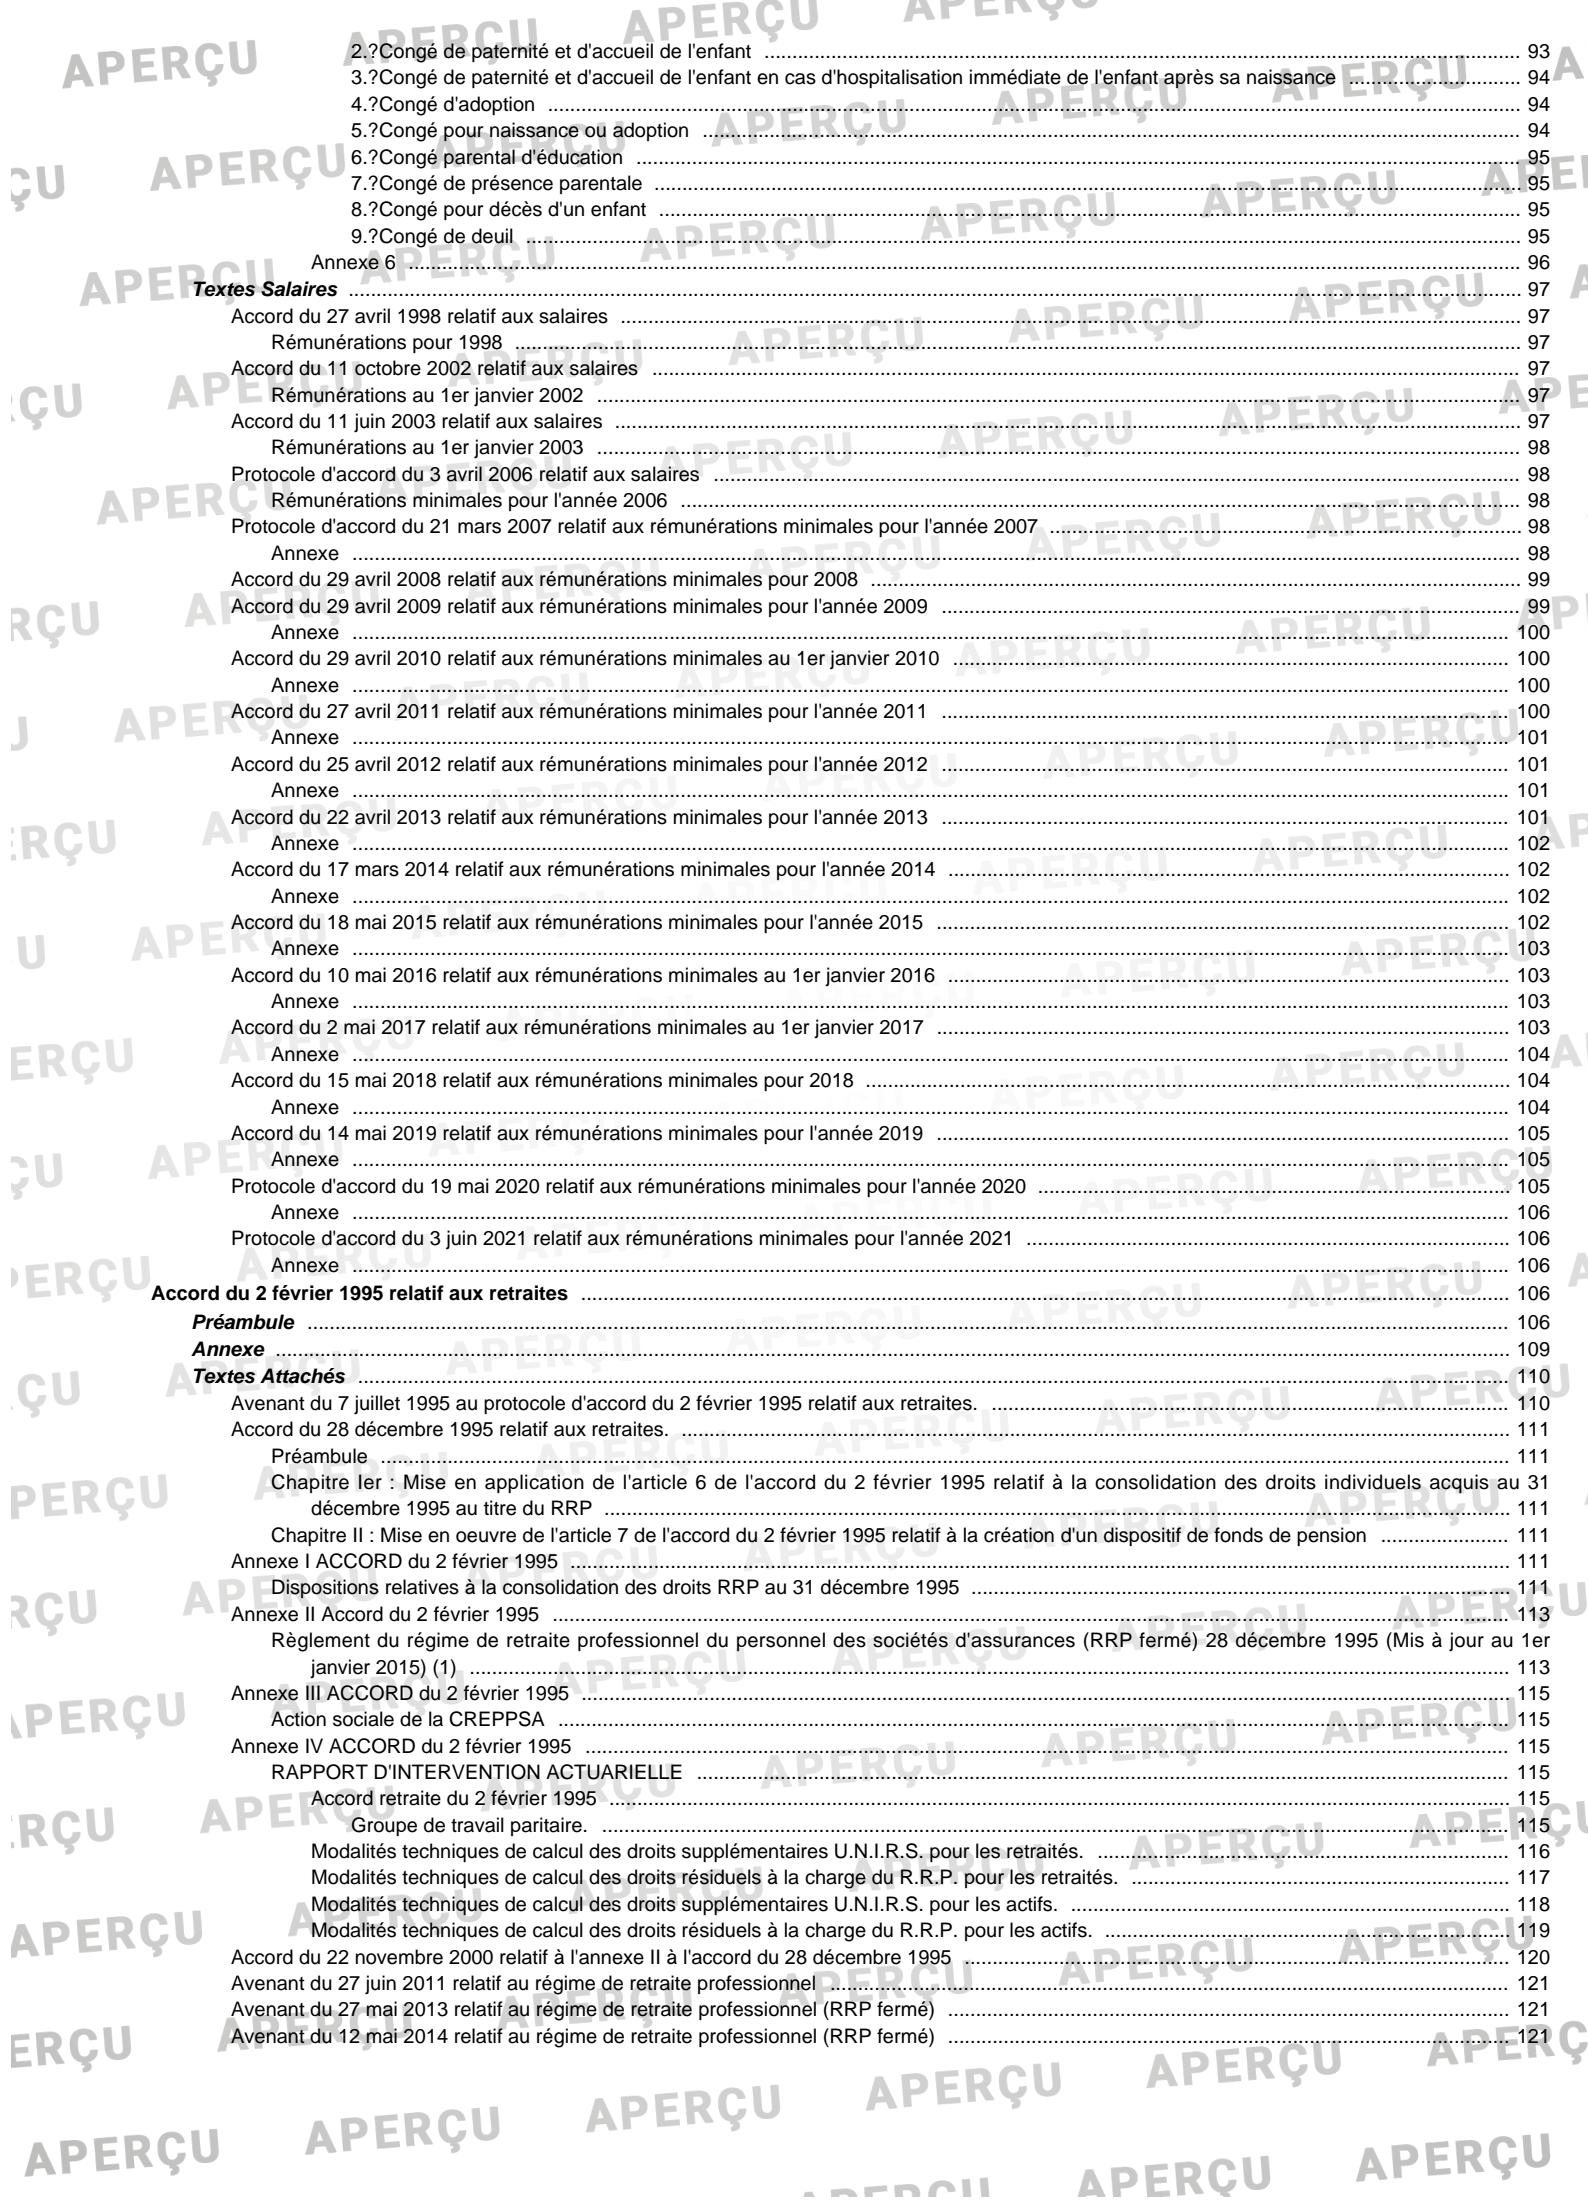 2.?Congé de paternité et d'accueil de l'enfant ... 93
3.?Congé de paternité et d'accueil de l'enfant en cas d'hospitalisation immédiate de l'enfant après sa naissance ... 94
4.?Congé d'adoption ... 94
5.?Congé pour naissance ou adoption ... 94
6.?Congé parental d'éducation ... 95
7.?Congé de présence parentale ... 95
8.?Congé pour décès d'un enfant ... 95
9.?Congé de deuil ... 95
Annexe 6 ... 96
Textes Salaires ... 97
Accord du 27 avril 1998 relatif aux salaires ... 97
Rémunérations pour 1998 ... 97
Accord du 11 octobre 2002 relatif aux salaires ... 97
Rémunérations au 1er janvier 2002 ... 97
Accord du 11 juin 2003 relatif aux salaires ... 97
Rémunérations au 1er janvier 2003 ... 98
Protocole d'accord du 3 avril 2006 relatif aux salaires ... 98
Rémunérations minimales pour l'année 2006 ... 98
Protocole d'accord du 21 mars 2007 relatif aux rémunérations minimales pour l'année 2007 ... 98
Annexe ... 98
Accord du 29 avril 2008 relatif aux rémunérations minimales pour 2008 ... 99
Accord du 29 avril 2009 relatif aux rémunérations minimales pour l'année 2009 ... 99
Annexe ... 100
Accord du 29 avril 2010 relatif aux rémunérations minimales au 1er janvier 2010 ... 100
Annexe ... 100
Accord du 27 avril 2011 relatif aux rémunérations minimales pour l'année 2011 ... 100
Annexe ... 101
Accord du 25 avril 2012 relatif aux rémunérations minimales pour l'année 2012 ... 101
Annexe ... 101
Accord du 22 avril 2013 relatif aux rémunérations minimales pour l'année 2013 ... 101
Annexe ... 102
Accord du 17 mars 2014 relatif aux rémunérations minimales pour l'année 2014 ... 102
Annexe ... 102
Accord du 18 mai 2015 relatif aux rémunérations minimales pour l'année 2015 ... 102
Annexe ... 103
Accord du 10 mai 2016 relatif aux rémunérations minimales au 1er janvier 2016 ... 103
Annexe ... 103
Accord du 2 mai 2017 relatif aux rémunérations minimales au 1er janvier 2017 ... 103
Annexe ... 104
Accord du 15 mai 2018 relatif aux rémunérations minimales pour 2018 ... 104
Annexe ... 104
Accord du 14 mai 2019 relatif aux rémunérations minimales pour l'année 2019 ... 105
Annexe ... 105
Protocole d'accord du 19 mai 2020 relatif aux rémunérations minimales pour l'année 2020 ... 105
Annexe ... 106
Protocole d'accord du 3 juin 2021 relatif aux rémunérations minimales pour l'année 2021 ... 106
Annexe ... 106
Accord du 2 février 1995 relatif aux retraites ... 106
Préambule ... 106
Annexe ... 109
Textes Attachés ... 110
Avenant du 7 juillet 1995 au protocole d'accord du 2 février 1995 relatif aux retraites. ... 110
Accord du 28 décembre 1995 relatif aux retraites. ... 111
Préambule ... 111
Chapitre Ier : Mise en application de l'article 6 de l'accord du 2 février 1995 relatif à la consolidation des droits individuels acquis au 31
décembre 1995 au titre du RRP ... 111
Chapitre II : Mise en oeuvre de l'article 7 de l'accord du 2 février 1995 relatif à la création d'un dispositif de fonds de pension ... 111
Annexe I ACCORD du 2 février 1995 ... 111
Dispositions relatives à la consolidation des droits RRP au 31 décembre 1995 ... 111
Annexe II Accord du 2 février 1995 ... 113
Règlement du régime de retraite professionnel du personnel des sociétés d'assurances (RRP fermé) 28 décembre 1995 (Mis à jour au 1er
janvier 2015) (1) ... 113
Annexe III ACCORD du 2 février 1995 ... 115
Action sociale de la CREPPSA ... 115
Annexe IV ACCORD du 2 février 1995 ... 115
RAPPORT D'INTERVENTION ACTUARIELLE ... 115
Accord retraite du 2 février 1995 ... 115
Groupe de travail paritaire. ... 115
Modalités techniques de calcul des droits supplémentaires U.N.I.R.S. pour les retraités. ... 116
Modalités techniques de calcul des droits résiduels à la charge du R.R.P. pour les retraités. ... 117
Modalités techniques de calcul des droits supplémentaires U.N.I.R.S. pour les actifs. ... 118
Modalités techniques de calcul des droits résiduels à la charge du R.R.P. pour les actifs. ... 119
Accord du 22 novembre 2000 relatif à l'annexe II à l'accord du 28 décembre 1995 ... 120
Avenant du 27 juin 2011 relatif au régime de retraite professionnel ... 121
Avenant du 27 mai 2013 relatif au régime de retraite professionnel (RRP fermé) ... 121
Avenant du 12 mai 2014 relatif au régime de retraite professionnel (RRP fermé) ... 121
APERÇU